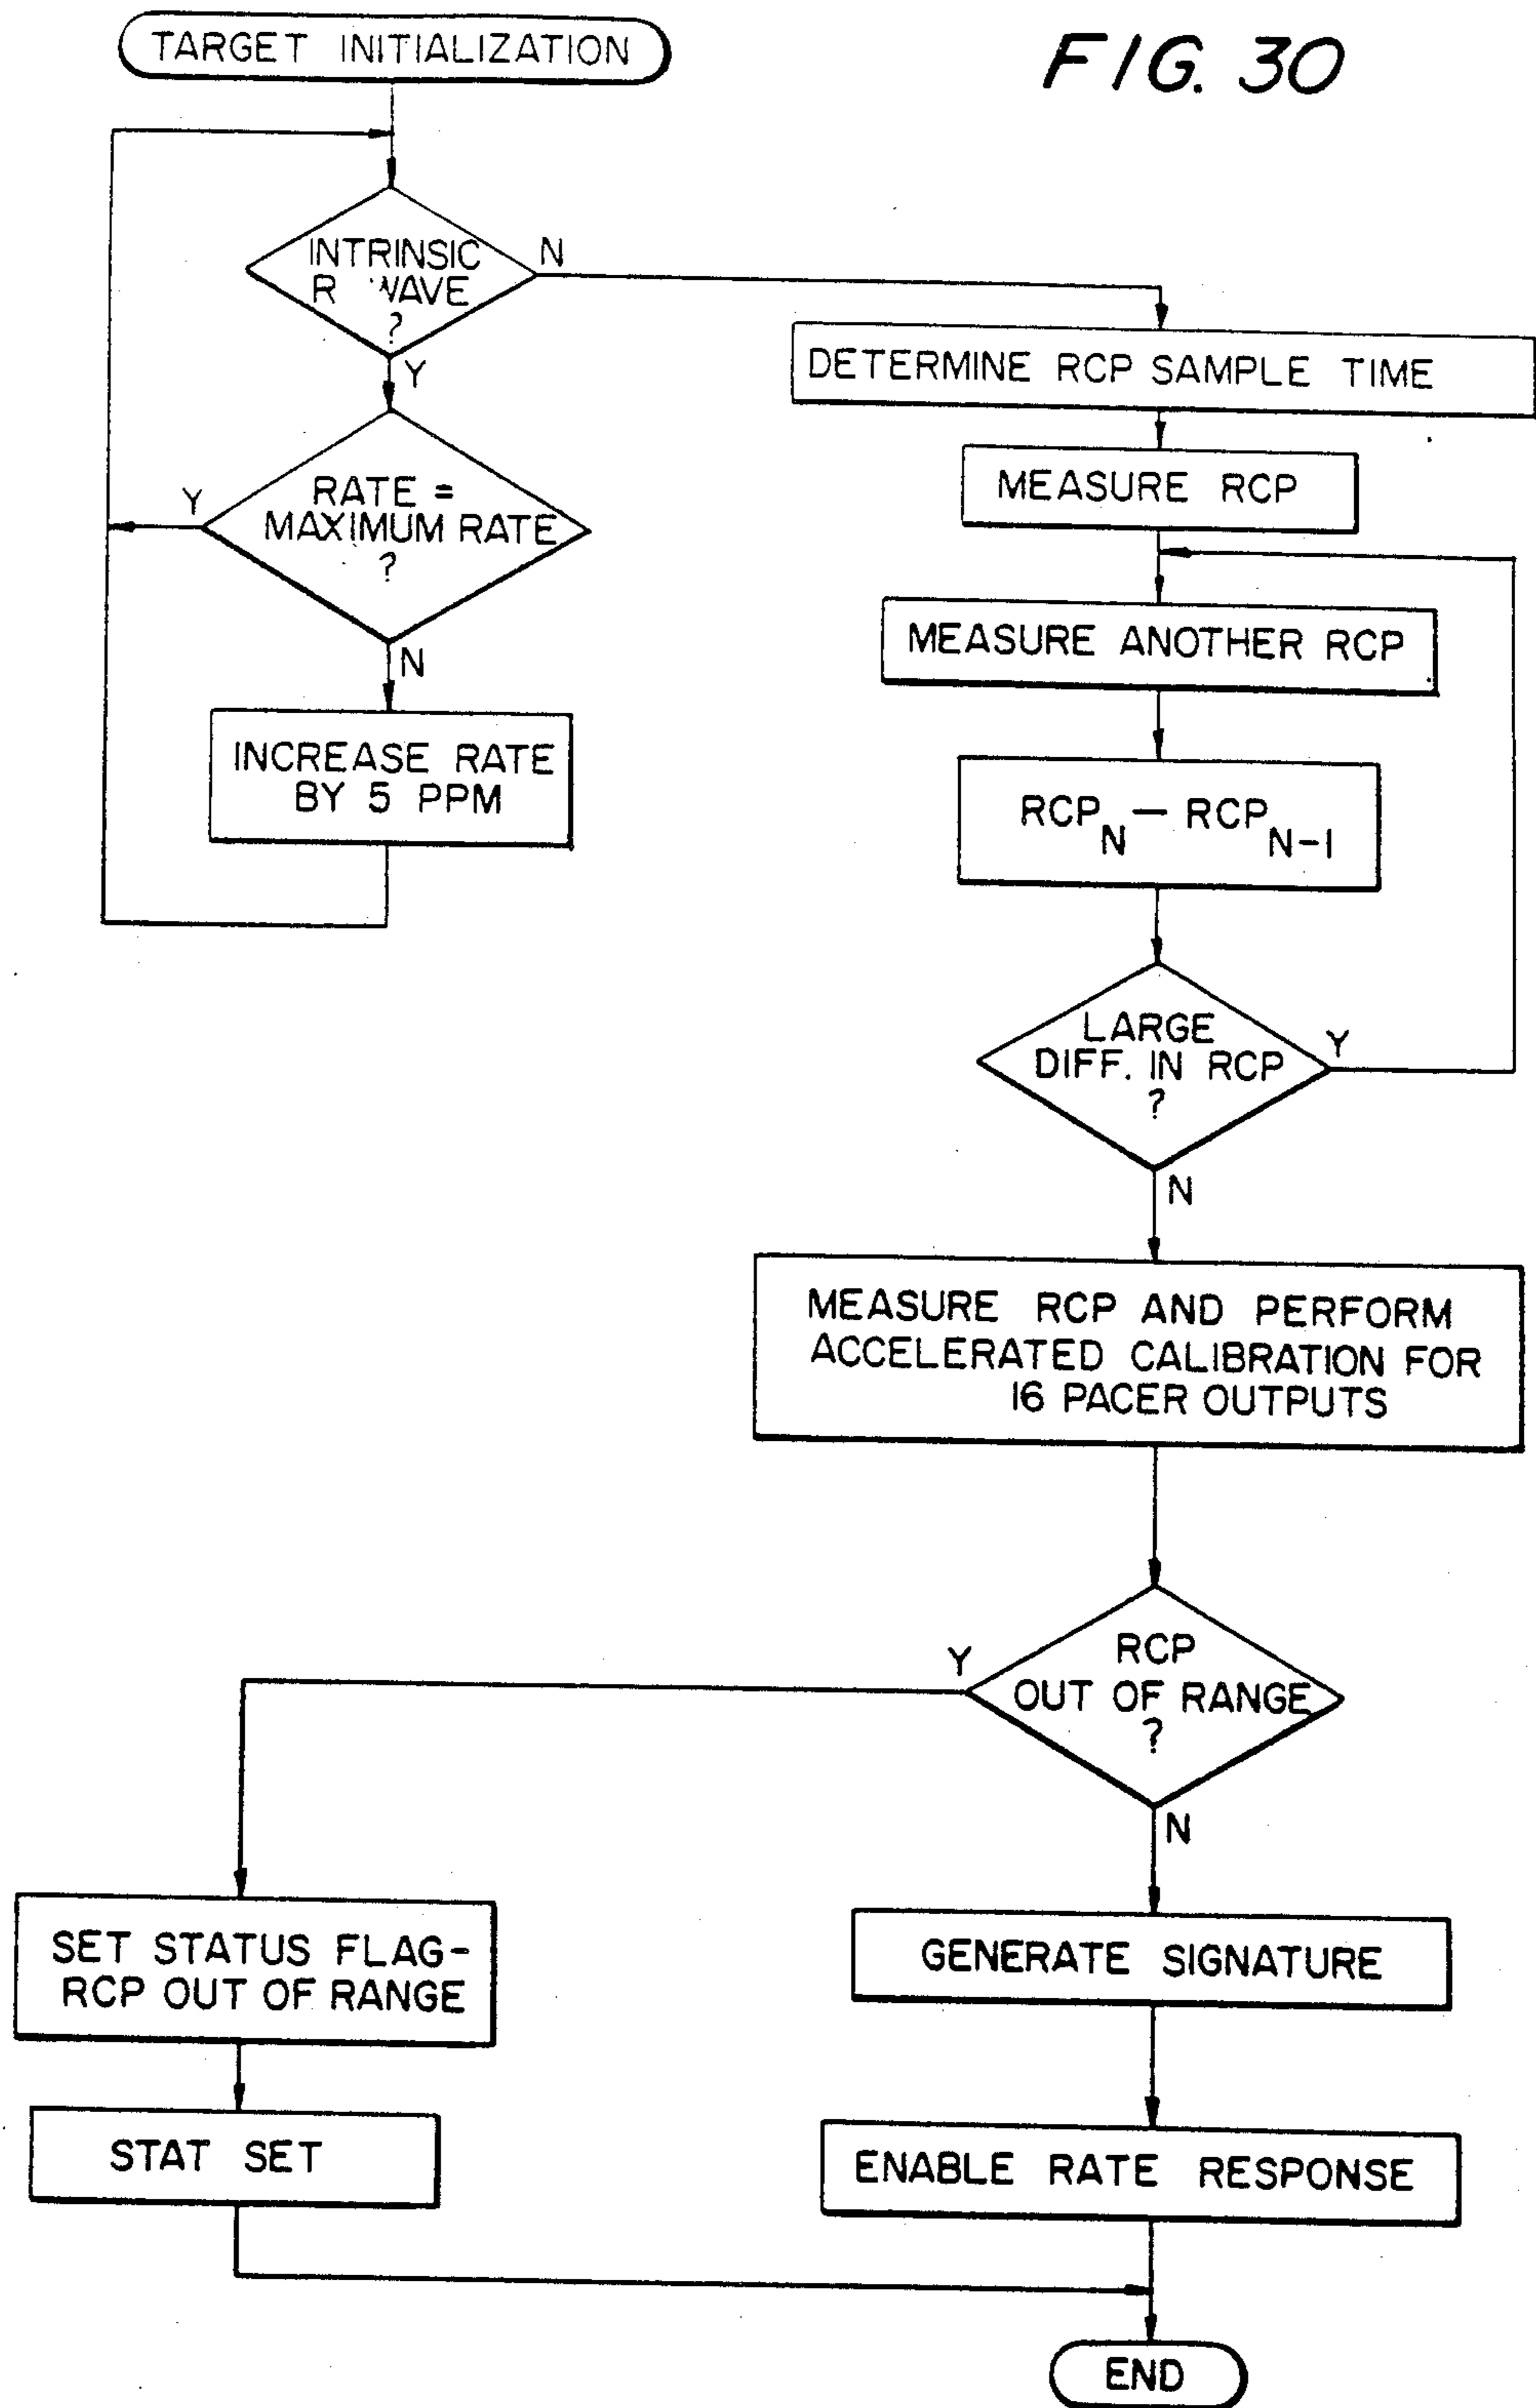 TARGET INITIALIZATION
FIG. 30
INTRINSIC
R WAVE
?
N
Y
DETERMINE RCP SAMPLE TIME
MEASURE RCP
Y
RATE =
MAXIMUM RATE
?
N
MEASURE ANOTHER RCP
INCREASE RATE
BY 5 PPM
RCP_N — RCP_N-1
LARGE
DIFF. IN RCP
?
Y
N
MEASURE RCP AND PERFORM
ACCELERATED CALIBRATION FOR
16 PACER OUTPUTS
RCP
OUT OF RANGE
?
Y
N
SET STATUS FLAG-
RCP OUT OF RANGE
GENERATE SIGNATURE
STAT SET
ENABLE RATE RESPONSE
END